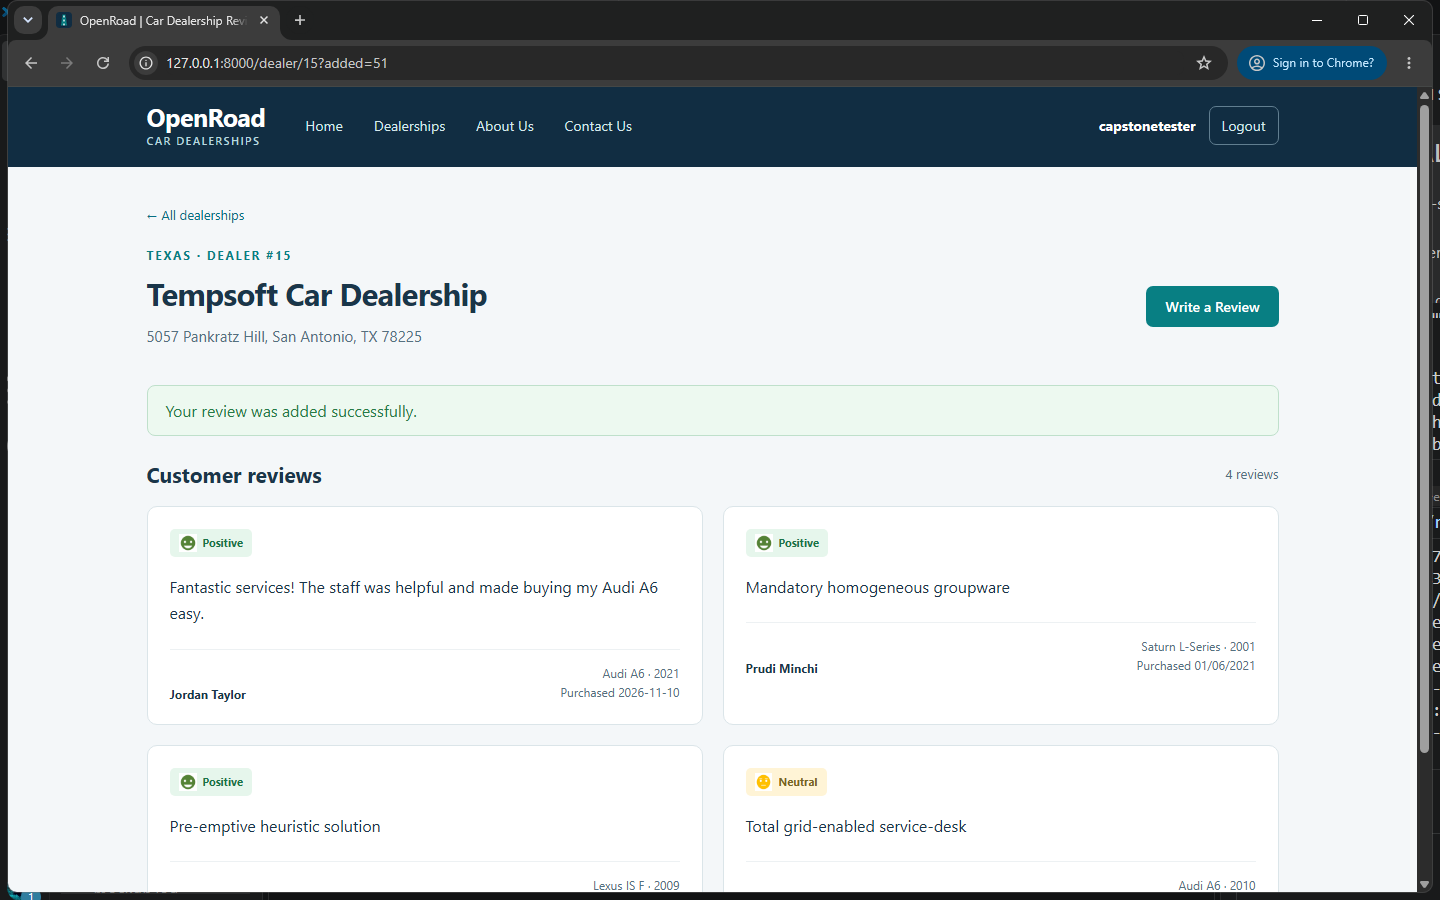 OpenRoad | Car Dealership Revi
127.0.0.1:8000/dealer/15?added=51
Sign in to Chrome?
OpenRoad
CAR DEALERSHIPS
Home
Dealerships
About Us
Contact Us
capstonetester
Logout
← All dealerships
TEXAS · DEALER #15
Tempsoft Car Dealership
5057 Pankratz Hill, San Antonio, TX 78225
Write a Review
Your review was added successfully.
Customer reviews
4 reviews
Positive
Fantastic services! The staff was helpful and made buying my Audi A6
easy.
Jordan Taylor
Audi A6 · 2021
Purchased 2026-11-10
Positive
Mandatory homogeneous groupware
Prudi Minchi
Saturn L-Series · 2001
Purchased 01/06/2021
Positive
Pre-emptive heuristic solution
Lexus IS F · 2009
Neutral
Total grid-enabled service-desk
Audi A6 · 2010